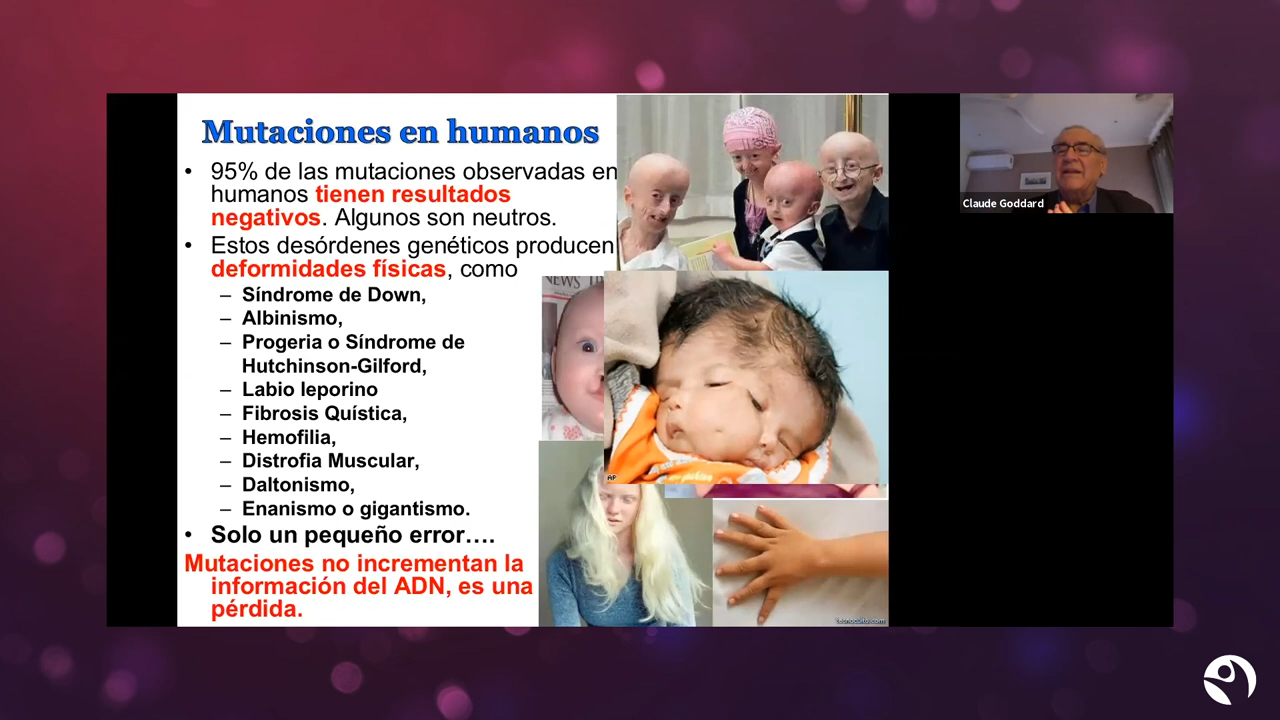 Mutaciones en humanos
• 95% de las mutaciones observadas en
humanos tienen resultados
negativos. Algunos son neutros.
• Estos desórdenes genéticos producen
deformidades físicas, como
– Síndrome de Down,
– Albinismo,
– Progeria o Síndrome de
Hutchinson-Gilford,
– Labio leporino
– Fibrosis Quística,
– Hemofilia,
– Distrofia Muscular,
– Daltonismo,
– Enanismo o gigantismo.
• Solo un pequeño error….
Mutaciones no incrementan la
información del ADN, es una
pérdida.
NEWS
AP
Claude Goddard